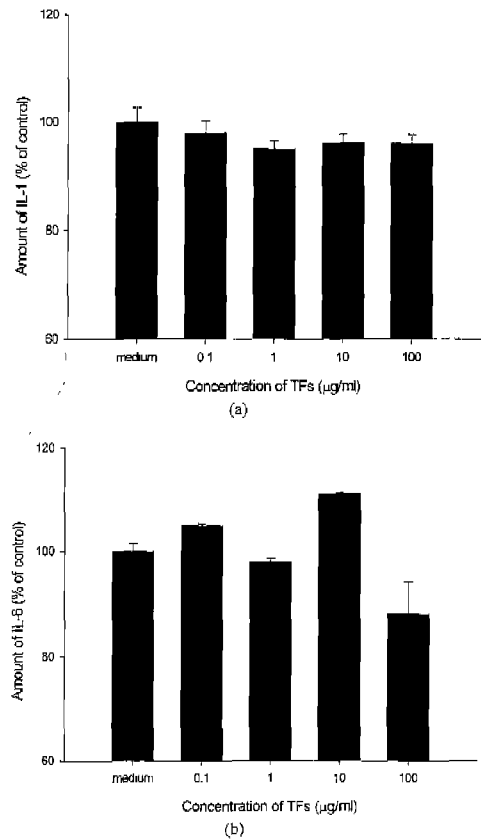 120
100
80
60
Amount of IL-1 (% of control)
medium 0.1 1 10 100
Concentration of TFs (µg/ml)
(a)
120
100
80
60
Amount of IL-6 (% of control)
medium 0.1 1 10 100
Concentration of TFs (µg/ml)
(b)